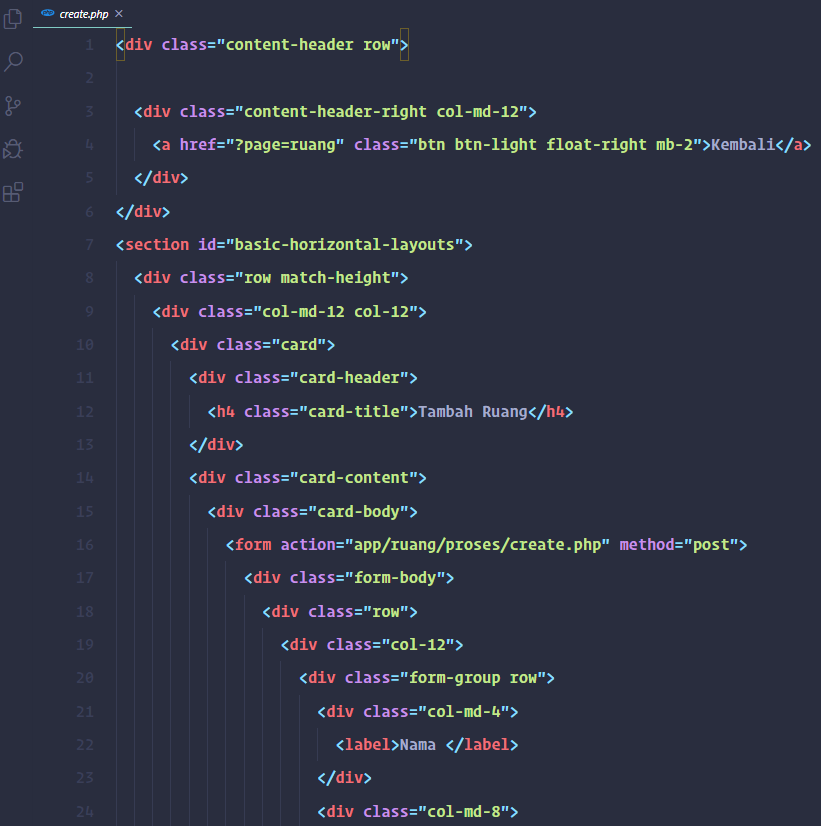 create.php ×
1 <div class="content-header row">
2
3 <div class="content-header-right col-md-12">
4 <a href="?page=ruang" class="btn btn-light float-right mb-2">Kembali</a>
5 </div>
6 </div>
7 <section id="basic-horizontal-layouts">
8 <div class="row match-height">
9 <div class="col-md-12 col-12">
10 <div class="card">
11 <div class="card-header">
12 <h4 class="card-title">Tambah Ruang</h4>
13 </div>
14 <div class="card-content">
15 <div class="card-body">
16 <form action="app/ruang/proses/create.php" method="post">
17 <div class="form-body">
18 <div class="row">
19 <div class="col-12">
20 <div class="form-group row">
21 <div class="col-md-4">
22 <label>Nama </label>
23 </div>
24 <div class="col-md-8">